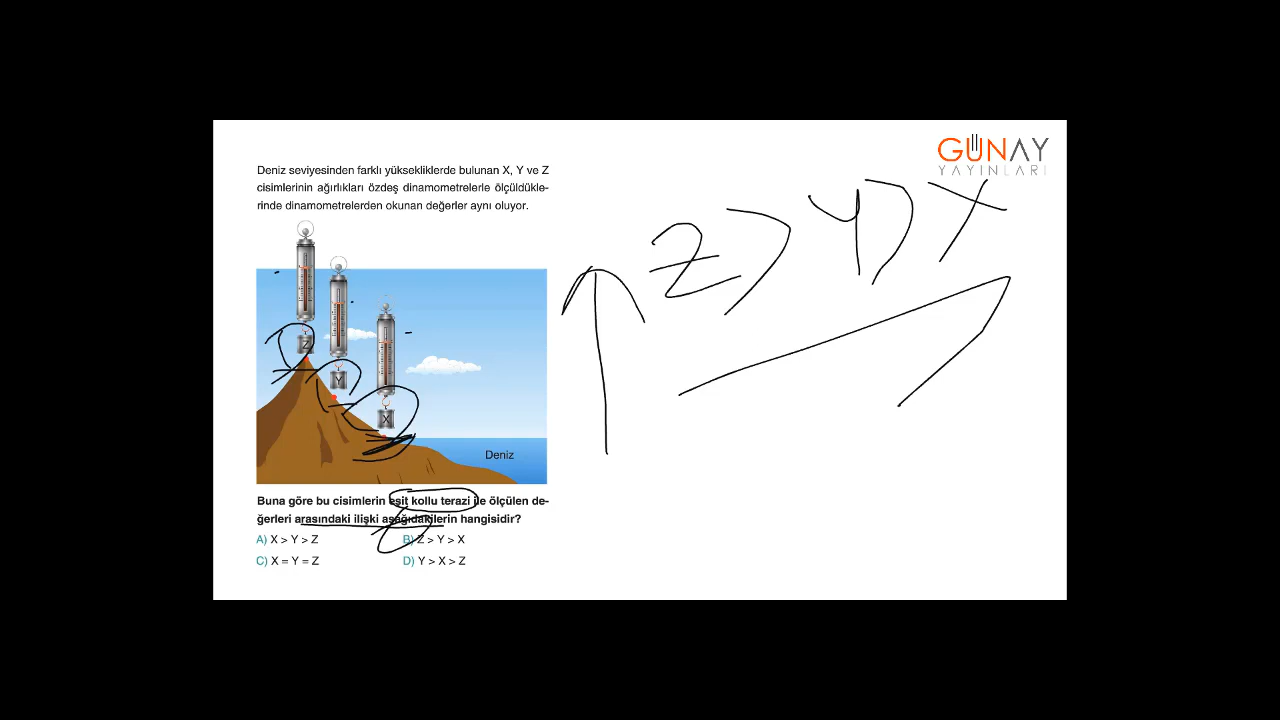 GÜNAY
YAYINLARI
Deniz seviyesinden farklı yüksekliklerde bulunan X, Y ve Z
cisimlerinin ağırlıkları özdeş dinamometrelerle ölçüldükle-
rinde dinamometrelerden okunan değerler aynı oluyor.
Z > Y > X
Z
Y
X
Deniz
Buna göre bu cisimlerin eşit kollu terazi ile ölçülen de-
ğerleri arasındaki ilişki aşağıdakilerin hangisidir?
A) X > Y > Z
B) Z > Y > X
C) X = Y = Z
D) Y > X > Z